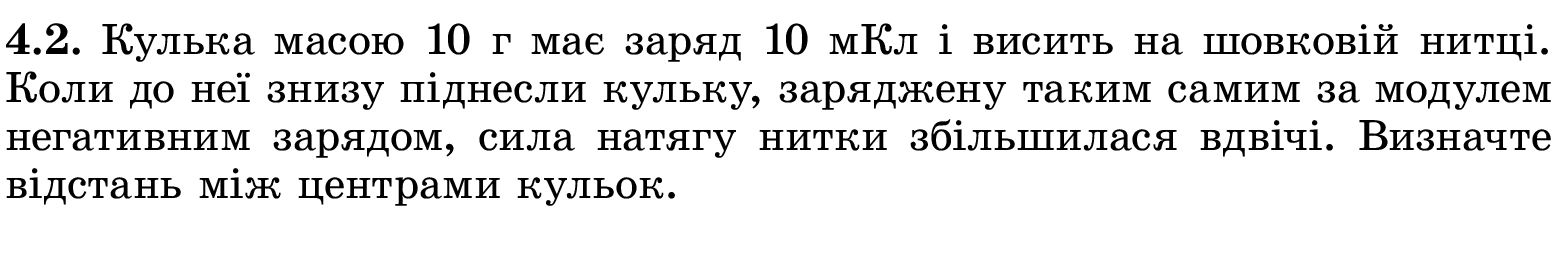 4.2. Кулька масою 10 г має заряд 10 мКл і висить на шовковій нитці.
Коли до неї знизу піднесли кульку, заряджену таким самим за модулем
негативним зарядом, сила натягу нитки збільшилася вдвічі. Визначте
відстань між центрами кульок.